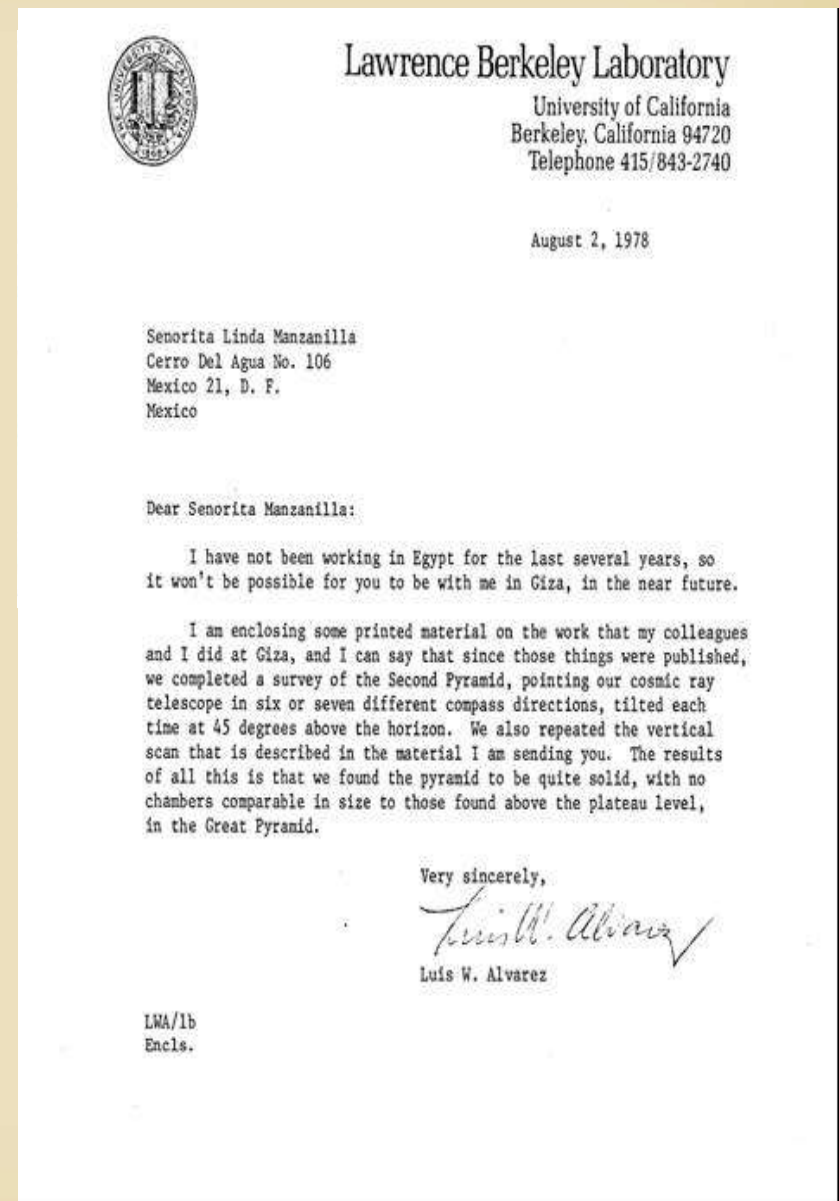 THE UNIVERSITY OF CALIFORNIA
1868
Lawrence Berkeley Laboratory
University of California
Berkeley, California 94720
Telephone 415/843-2740
August 2, 1978
Senorita Linda Manzanilla
Cerro Del Agua No. 106
Mexico 21, D. F.
Mexico
Dear Senorita Manzanilla:
I have not been working in Egypt for the last several years, so
it won't be possible for you to be with me in Giza, in the near future.
I am enclosing some printed material on the work that my colleagues
and I did at Giza, and I can say that since those things were published,
we completed a survey of the Second Pyramid, pointing our cosmic ray
telescope in six or seven different compass directions, tilted each
time at 45 degrees above the horizon. We also repeated the vertical
scan that is described in the material I am sending you. The results
of all this is that we found the pyramid to be quite solid, with no
chambers comparable in size to those found above the plateau level,
in the Great Pyramid.
Very sincerely,
Luis W. Alvarez
Luis W. Alvarez
LWA/lb
Encls.